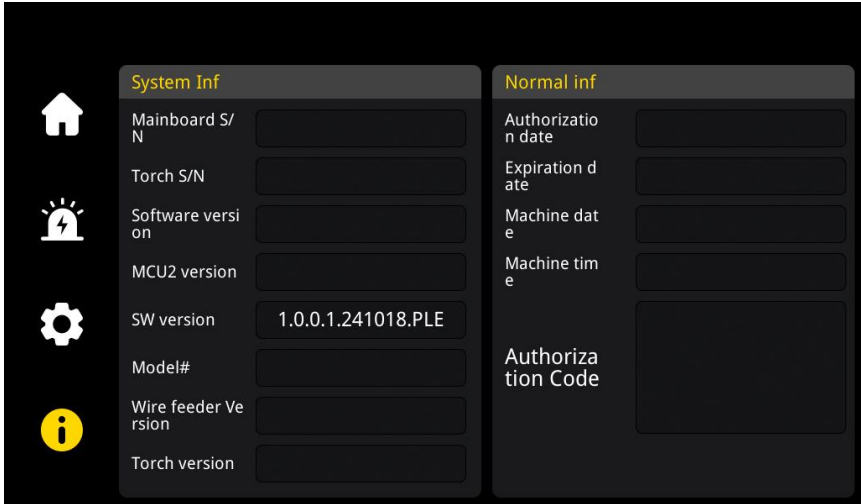 System Inf
Mainboard S/
N
Torch S/N
Software versi
on
MCU2 version
SW version
1.0.0.1.241018.PLE
Model#
Wire feeder Ve
rsion
Torch version
Normal inf
Authorizatio
n date
Expiration d
ate
Machine dat
e
Machine tim
e
Authoriza
tion Code